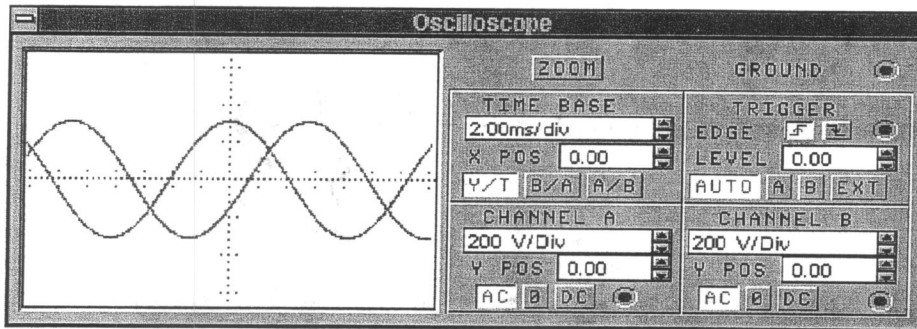 Oscilloscope
ZOOM GROUND
TIME BASE
2.00ms/div
X POS 0.00
Y/T B/A A/B
TRIGGER
EDGE
LEVEL 0.00
AUTO A B EXT
CHANNEL A
200 V/Div
Y POS 0.00
AC 0 DC
CHANNEL B
200 V/Div
Y POS 0.00
AC 0 DC